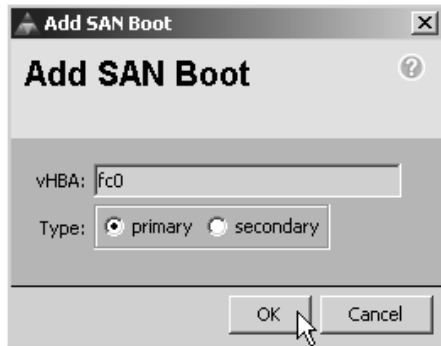 Add SAN Boot
Add SAN Boot
vHBA: fc0
Type: primary secondary
OK Cancel